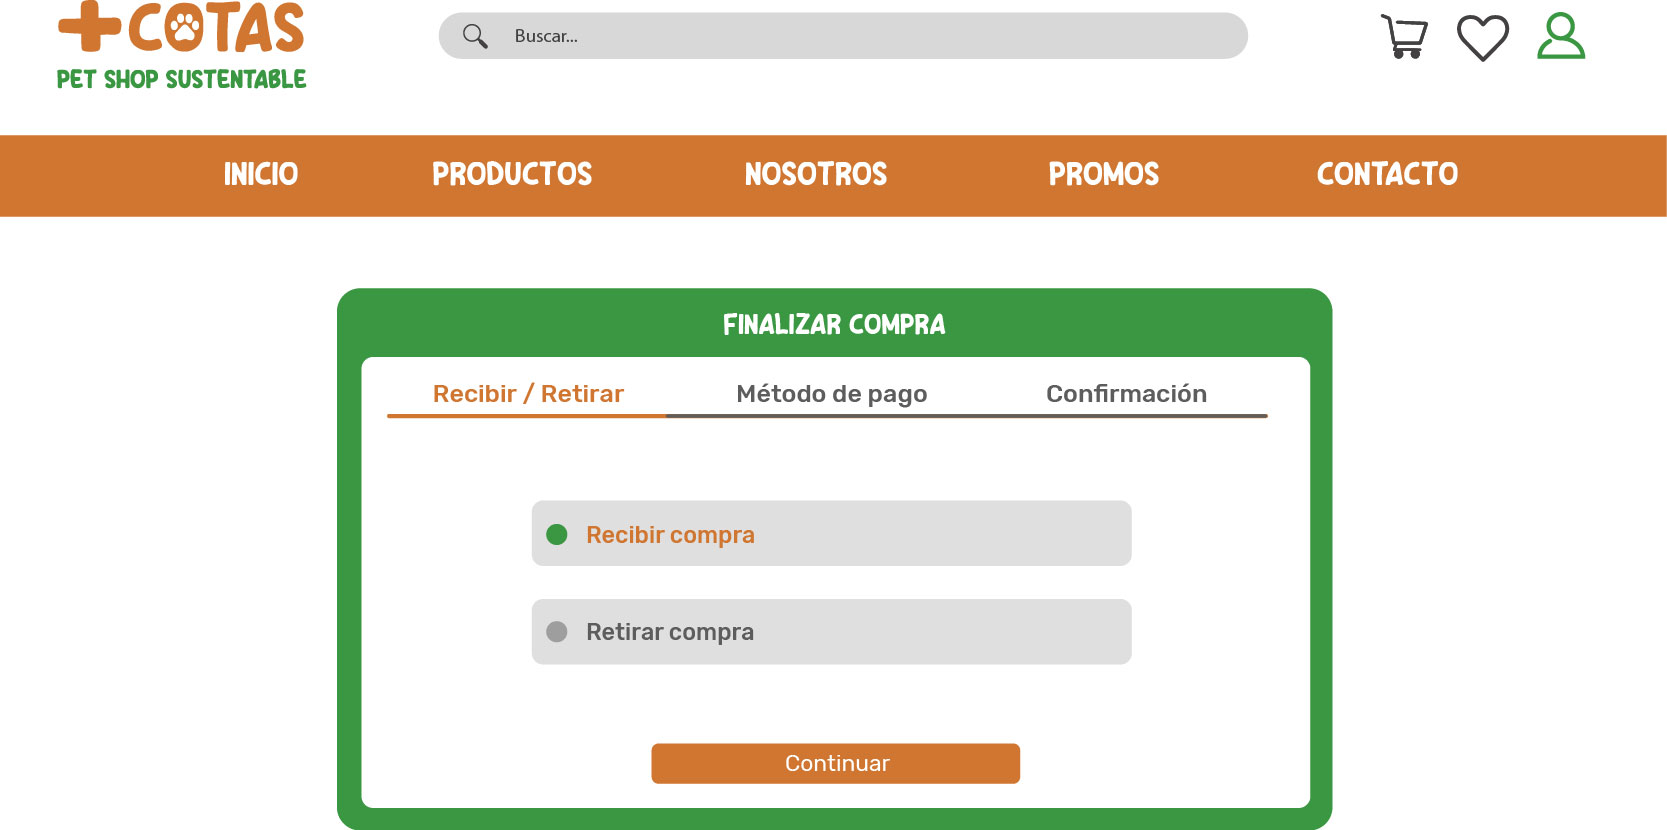 +COTAS
PET SHOP SUSTENTABLE
Buscar...
INICIO PRODUCTOS NOSOTROS PROMOS CONTACTO
FINALIZAR COMPRA
Recibir / Retirar Método de pago Confirmación
Recibir compra
Retirar compra
Continuar